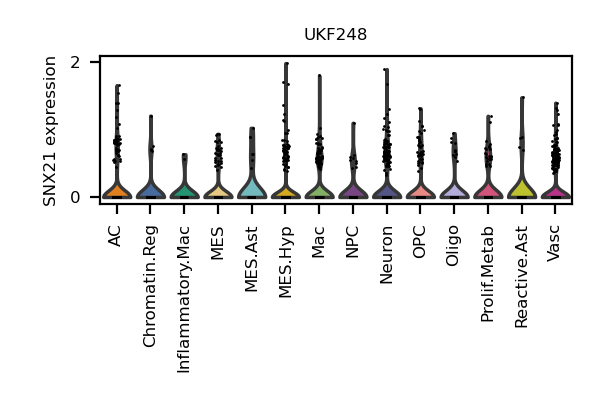 UKF248
SNX21 expression
2
0
AC
Chromatin.Reg
Inflammatory.Mac
MES
MES.Ast
MES.Hyp
Mac
NPC
Neuron
OPC
Oligo
Prolif.Metab
Reactive.Ast
Vasc